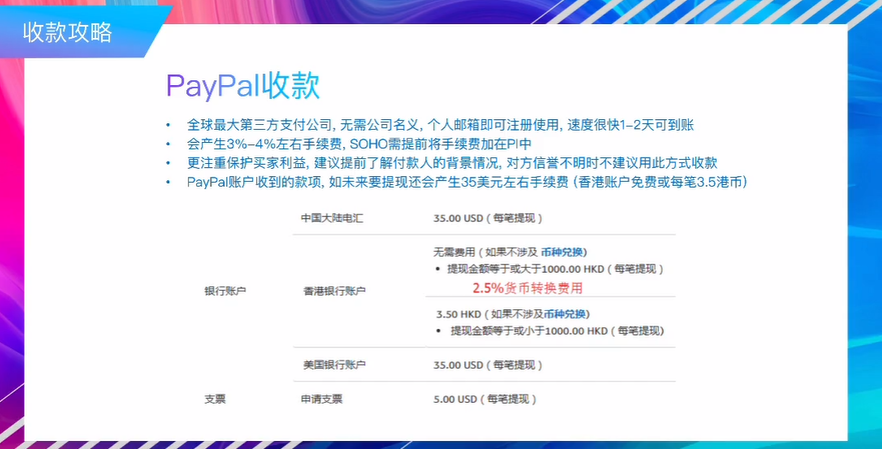 收款攻略
PayPal收款
• 全球最大第三方支付公司, 无需公司名义, 个人邮箱即可注册使用, 速度很快1-2天可到账
• 会产生3%-4%左右手续费, SOHO需提前将手续费加在PI中
• 更注重保护买家利益, 建议提前了解付款人的背景情况, 对方信誉不明时不建议用此方式收款
• PayPal账户收到的款项, 如未来要提现还会产生35美元左右手续费 (香港账户免费或每笔3.5港币)
中国大陆电汇 35.00 USD ( 每笔提现 )
无需费用 ( 如果不涉及 币种兑换)
• 提现金额等于或大于1000.00 HKD ( 每笔提现 )
银行账户 香港银行账户 2.5%货币转换费用
3.50 HKD ( 如果不涉及币种兑换)
• 提现金额等于或小于1000.00 HKD ( 每笔提现)
美国银行账户 35.00 USD ( 每笔提现 )
支票 申请支票 5.00 USD ( 每笔提现 )